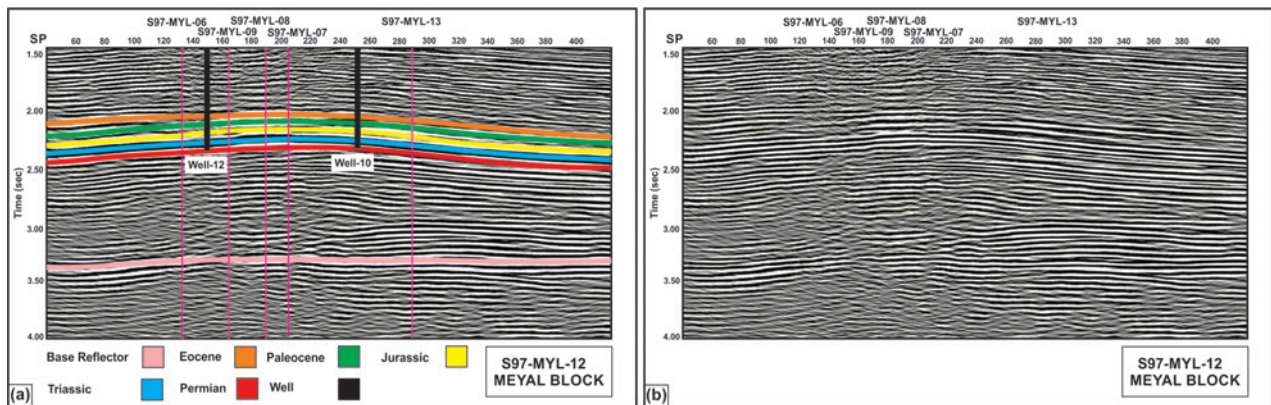 S97-MYL-06 S97-MYL-08 S97-MYL-13
S97-MYL-09 S97-MYL-07
SP 60 80 100 120 140 160 180 200 220 240 260 280 300 320 340 360 380 400
1.50
2.00
2.50
3.00
3.50
4.00
Time (sec)
Well-12
Well-10
Base Reflector Eocene Paleocene Jurassic
Triassic Permian Well
S97-MYL-12
MEYAL BLOCK
(a)
S97-MYL-06 S97-MYL-08 S97-MYL-13
S97-MYL-09 S97-MYL-07
SP 60 80 100 120 140 160 180 200 220 240 260 280 300 320 340 360 380 400
1.50
2.00
2.50
3.00
3.50
4.00
Time (sec)
S97-MYL-12
MEYAL BLOCK
(b)